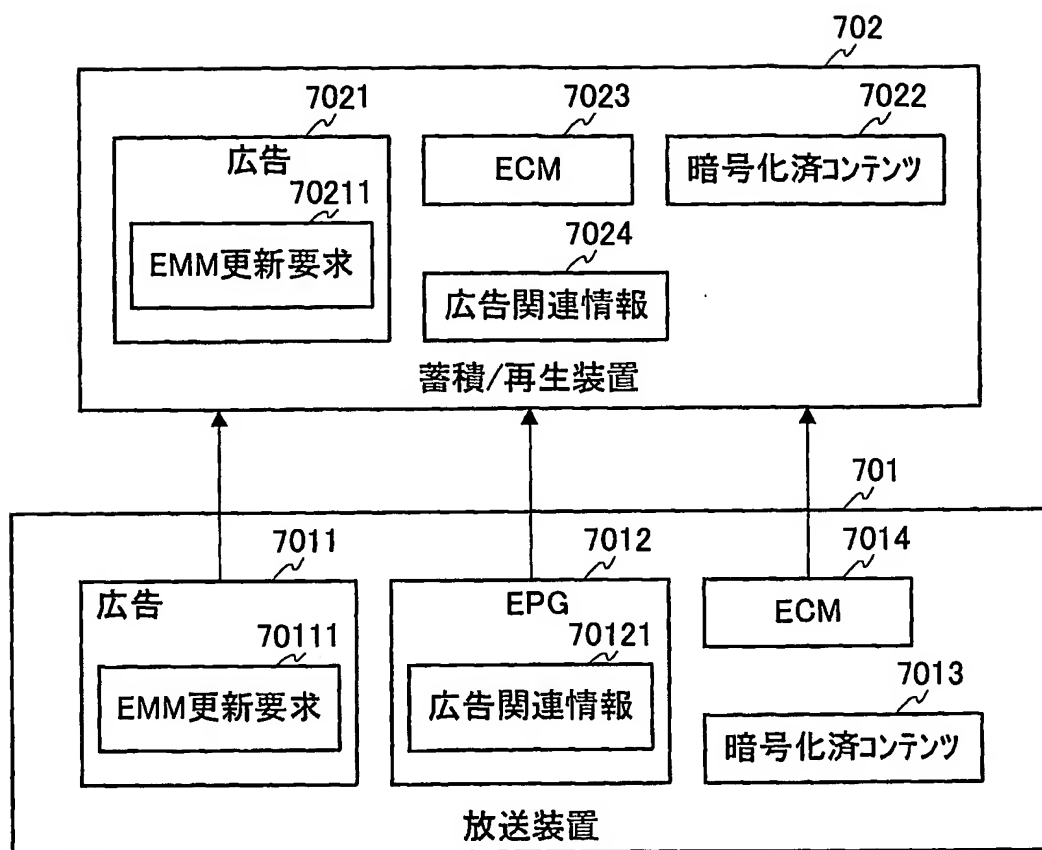 702
7021
7023
7022
広告
ECM
暗号化済コンテンツ
70211
EMM更新要求
7024
広告関連情報
蓄積/再生装置
701
7011
7012
7014
広告
EPG
ECM
70111
70121
EMM更新要求
広告関連情報
7013
暗号化済コンテンツ
放送装置